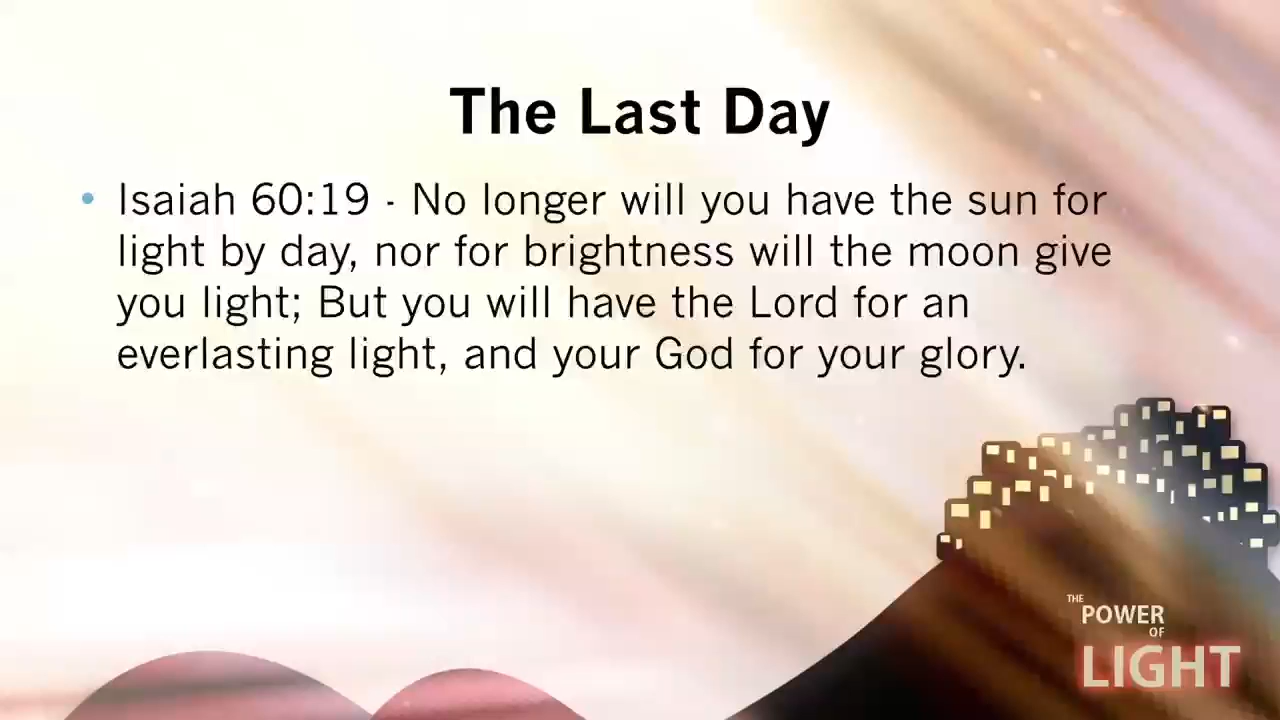 The Last Day
• Isaiah 60:19 - No longer will you have the sun for
light by day, nor for brightness will the moon give
you light; But you will have the Lord for an
everlasting light, and your God for your glory.
THE
POWER
OF
LIGHT